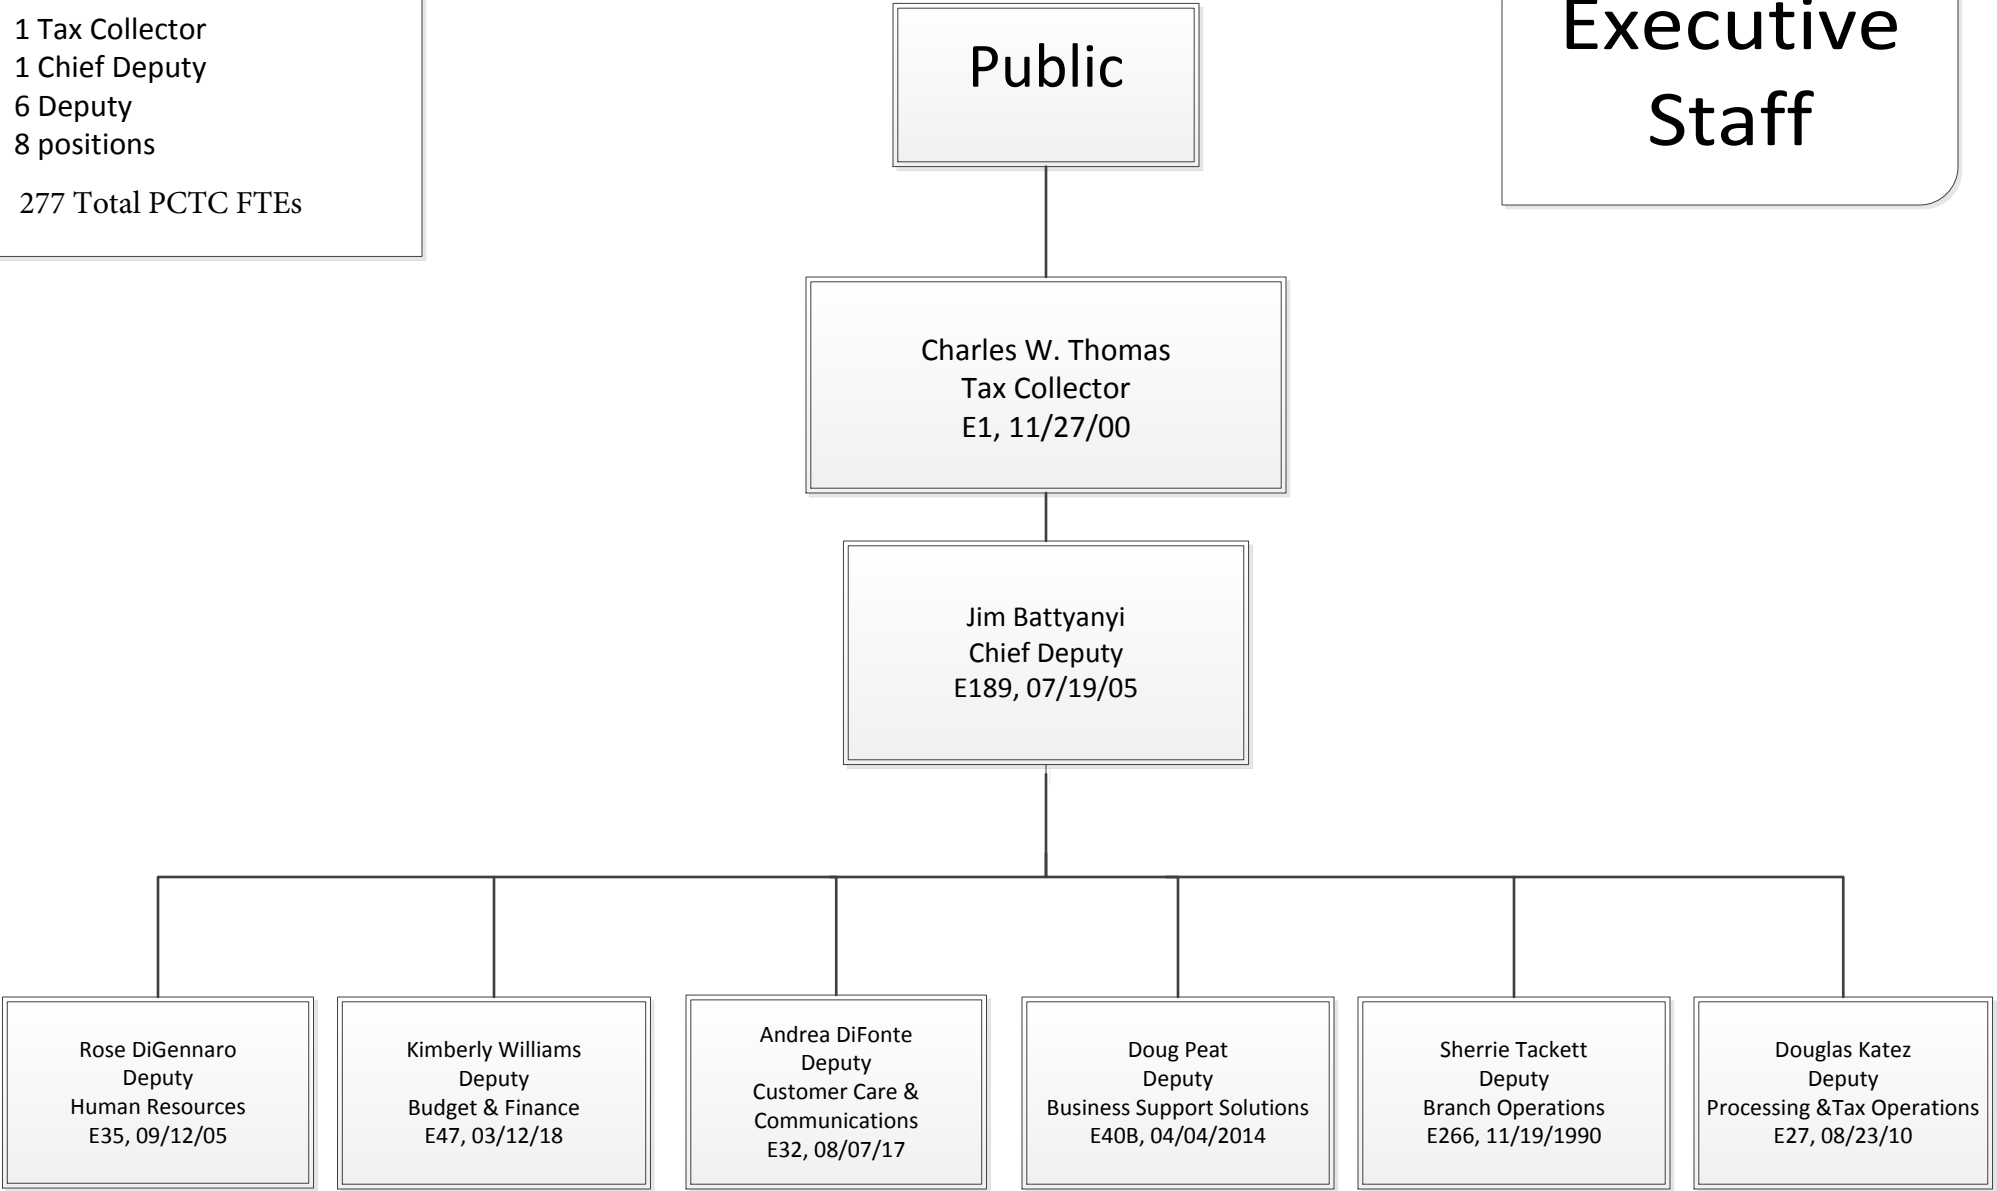 1 Tax Collector
1 Chief Deputy
6 Deputy
8 positions
277 Total PCTC FTEs
Public
Executive
Staff
Charles W. Thomas
Tax Collector
E1, 11/27/00
Jim Battyanyi
Chief Deputy
E189, 07/19/05
Rose DiGennaro
Deputy
Human Resources
E35, 09/12/05
Kimberly Williams
Deputy
Budget & Finance
E47, 03/12/18
Andrea DiFonte
Deputy
Customer Care &
Communications
E32, 08/07/17
Doug Peat
Deputy
Business Support Solutions
E40B, 04/04/2014
Sherrie Tackett
Deputy
Branch Operations
E266, 11/19/1990
Douglas Katez
Deputy
Processing &Tax Operations
E27, 08/23/10